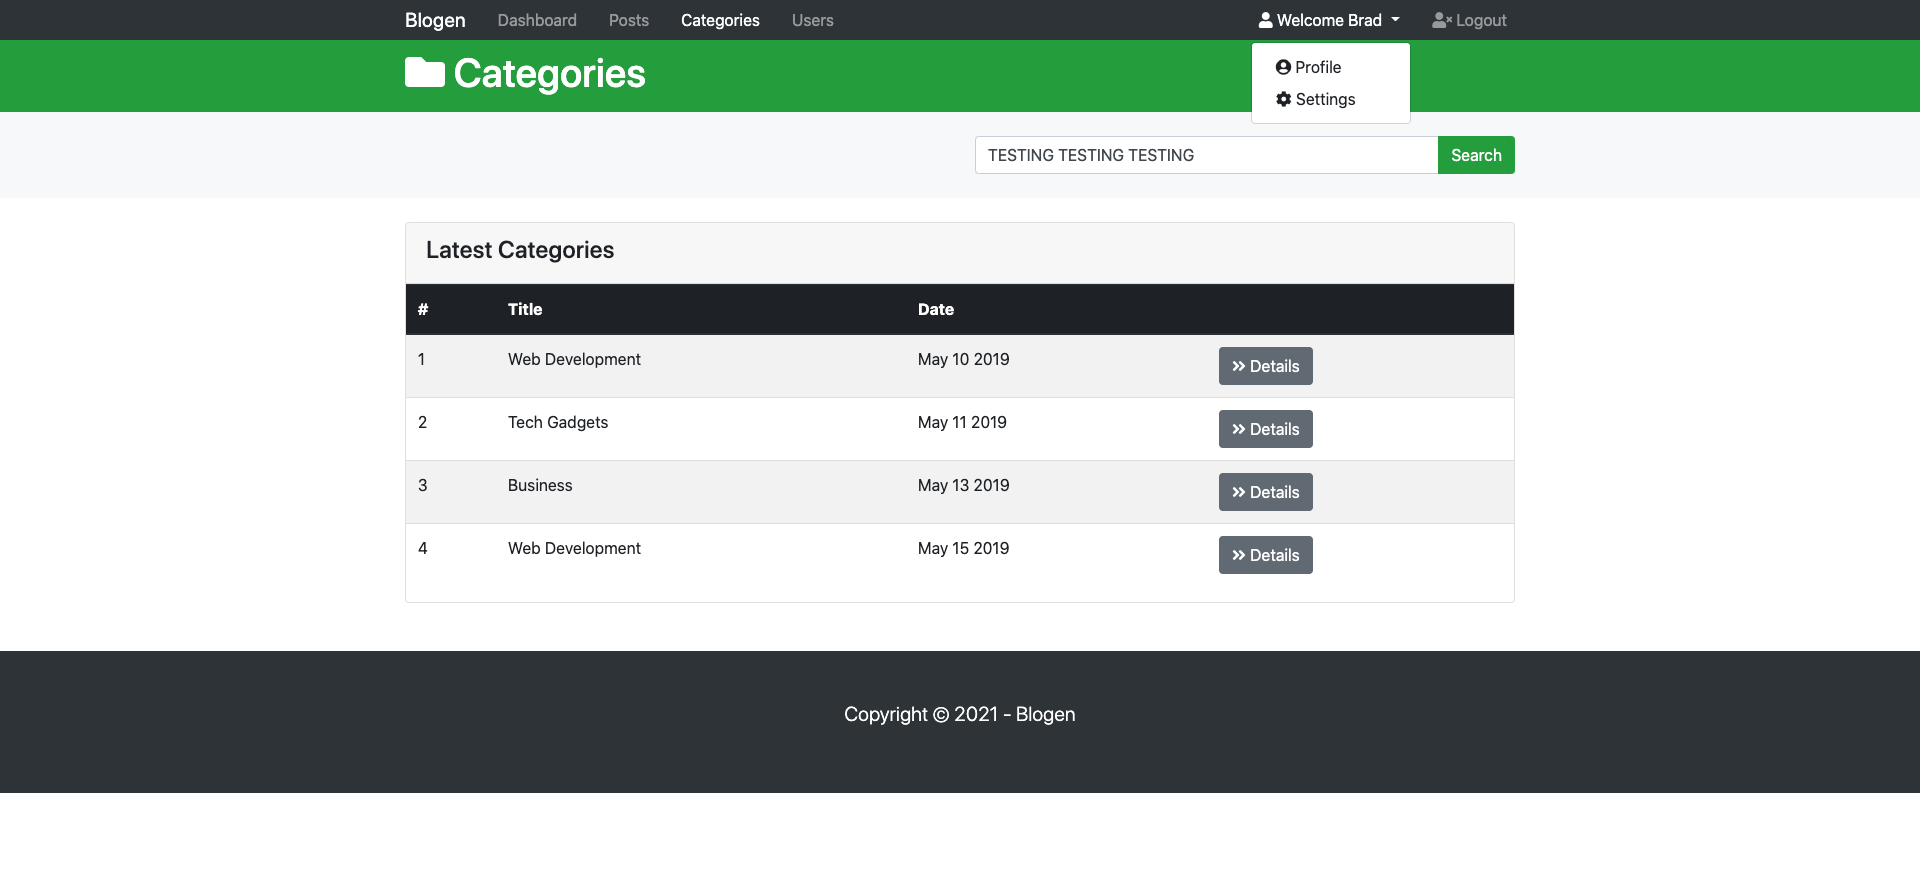 Blogen Dashboard Posts Categories Users Welcome Brad Logout
Categories
Profile
Settings
TESTING TESTING TESTING Search
Latest Categories
# Title Date
1 Web Development May 10 2019 Details
2 Tech Gadgets May 11 2019 Details
3 Business May 13 2019 Details
4 Web Development May 15 2019 Details
Copyright © 2021 - Blogen